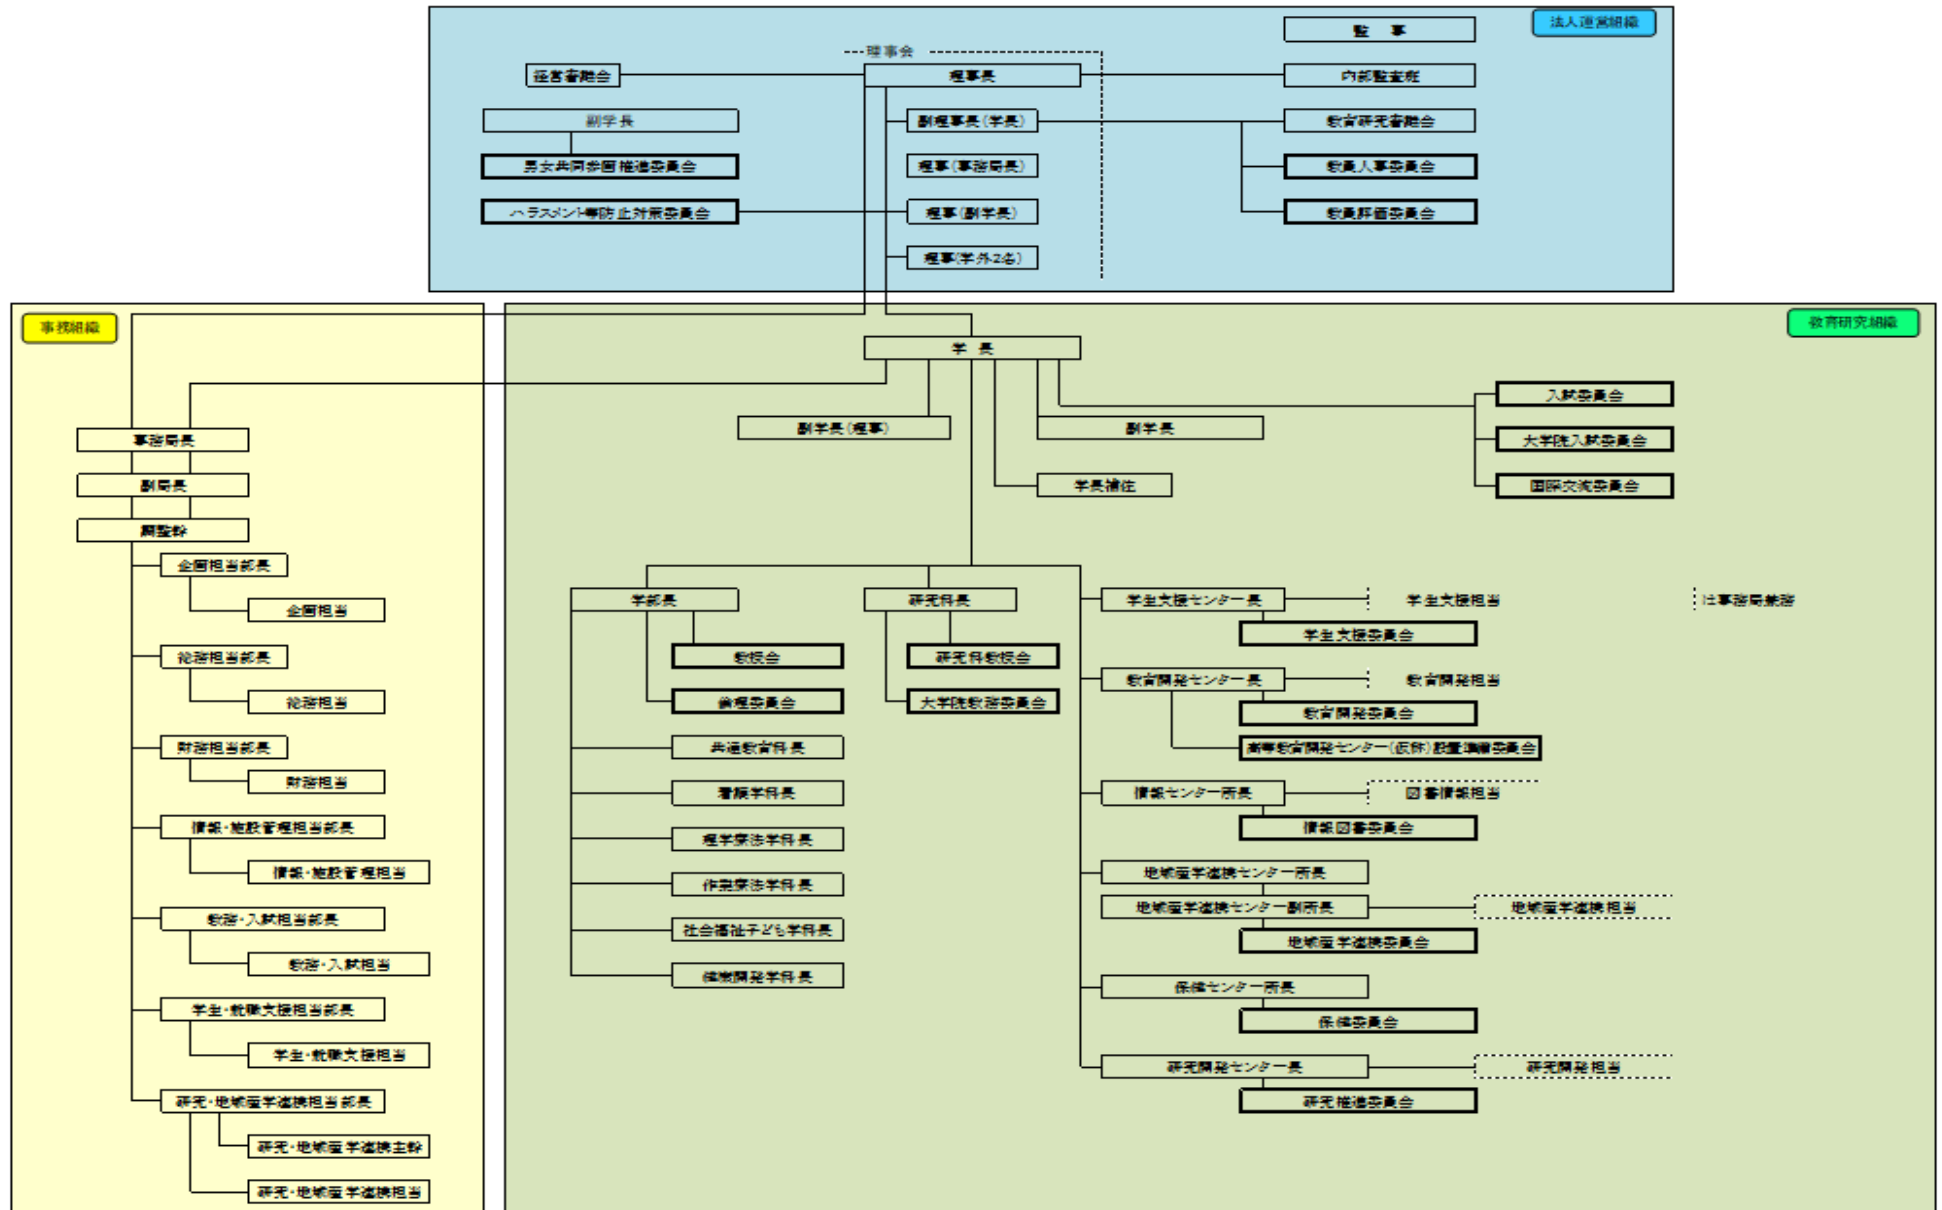 法人運営組織
監 事
理事会
経営審議会
理事長
内部監査班
副学長
副理事長(学長)
教育研究審議会
男女共同参画推進委員会
理事(事務局長)
教員人事委員会
ハラスメント等防止対策委員会
理事(副学長)
教員評価委員会
理事(学外2名)
事務組織
事務局長
副局長
調整幹
企画担当部長
企画担当
総務担当部長
総務担当
財務担当部長
財務担当
情報・施設管理担当部長
情報・施設管理担当
教務・入試担当部長
教務・入試担当
学生・就職支援担当部長
学生・就職支援担当
研究・地域産学連携担当部長
研究・地域産学連携主幹
研究・地域産学連携担当
教育研究組織
学 長
副学長(理事)
副学長
学長補佐
入試委員会
大学院入試委員会
国際交流委員会
学部長
教授会
倫理委員会
共通教育科長
看護学科長
理学療法学科長
作業療法学科長
社会福祉子ども学科長
健康開発学科長
研究科長
研究科教授会
大学院教務委員会
学生支援センター長
学生支援担当
は事務局兼務
学生支援委員会
教育開発センター長
教育開発担当
教育開発委員会
高等教育開発センター(仮称)設置準備委員会
情報センター所長
図書情報担当
情報図書委員会
地域産学連携センター所長
地域産学連携センター副所長
地域産学連携担当
地域産学連携委員会
保健センター所長
保健委員会
研究開発センター長
研究開発担当
研究推進委員会